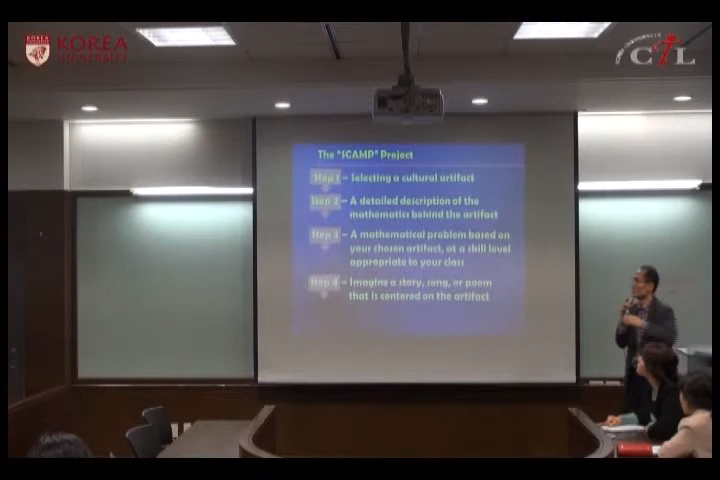 KOREA
UNIVERSITY
KOREA UNIVERSITY
CTL
The "SCAMP" Project
Step 1 – Selecting a cultural artifact
Step 2 – A detailed description of the
mathematics behind the artifact
Step 3 – A mathematical problem based on
your chosen artifact, at a skill level
appropriate to your class
Step 4 – Imagine a story, song, or poem
that is centered on the artifact